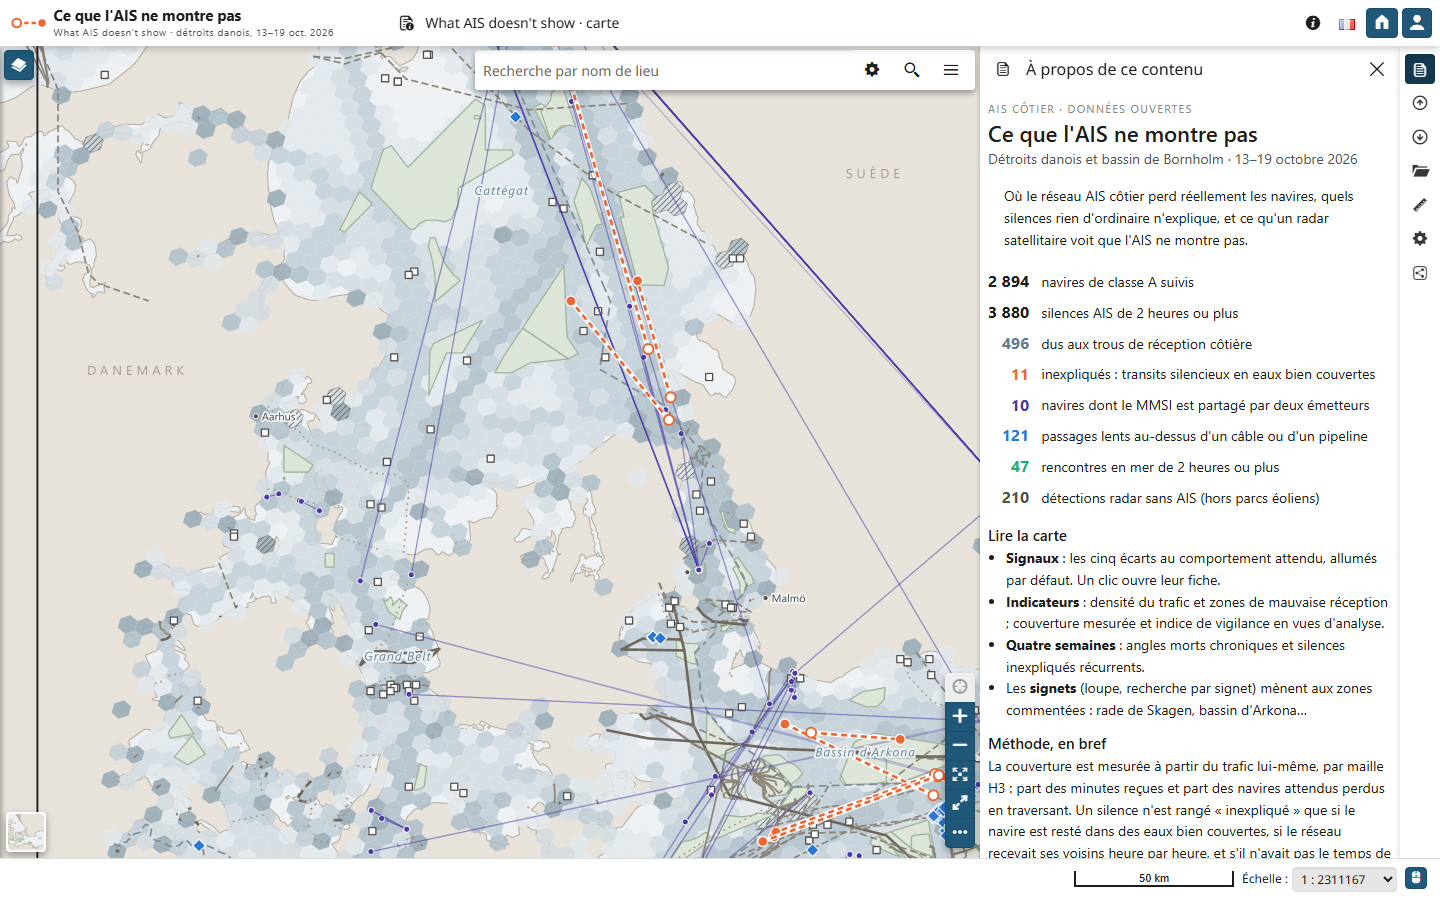 Ce que l'AIS ne montre pas
What AIS doesn't show · détroits danois, 13–19 oct. 2026
What AIS doesn't show · carte
Recherche par nom de lieu
SUÈDE
Cattégat
DANEMARK
Aarhus
Malmö
Grand Belt
Bassin d'Arkona
À propos de ce contenu
AIS CÔTIER · DONNÉES OUVERTES
Ce que l'AIS ne montre pas
Détroits danois et bassin de Bornholm · 13–19 octobre 2026
Où le réseau AIS côtier perd réellement les navires, quels
silences rien d'ordinaire n'explique, et ce qu'un radar
satellitaire voit que l'AIS ne montre pas.
2 894 navires de classe A suivis
3 880 silences AIS de 2 heures ou plus
496 dus aux trous de réception côtière
11 inexpliqués : transits silencieux en eaux bien couvertes
10 navires dont le MMSI est partagé par deux émetteurs
121 passages lents au-dessus d'un câble ou d'un pipeline
47 rencontres en mer de 2 heures ou plus
210 détections radar sans AIS (hors parcs éoliens)
Lire la carte
• Signaux : les cinq écarts au comportement attendu, allumés
par défaut. Un clic ouvre leur fiche.
• Indicateurs : densité du trafic et zones de mauvaise réception
; couverture mesurée et indice de vigilance en vues d'analyse.
• Quatre semaines : angles morts chroniques et silences
inexpliqués récurrents.
• Les signets (loupe, recherche par signet) mènent aux zones
commentées : rade de Skagen, bassin d'Arkona...
Méthode, en bref
La couverture est mesurée à partir du trafic lui-même, par maille
H3 : part des minutes reçues et part des navires attendus perdus
en traversant. Un silence n'est rangé « inexpliqué » que si le
navire est resté dans des eaux bien couvertes, si le réseau
recevait ses voisins heure par heure, et s'il n'avait pas le temps de
50 km
Échelle :
1 : 2311167